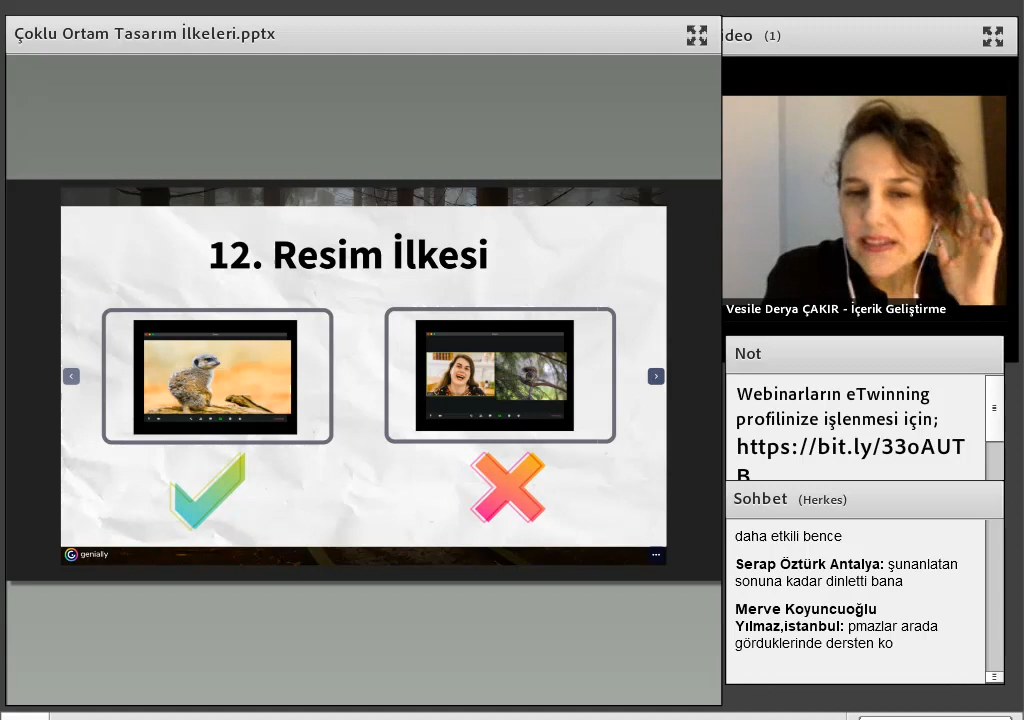 Çoklu Ortam Tasarım İlkeleri.pptx
ideo (1)
12. Resim İlkesi
genially
Vesile Derya ÇAKIR - İçerik Geliştirme
Not
Webinarların eTwinning
profilinize işlenmesi için;
https://bit.ly/33oAUT
B
Sohbet (Herkes)
daha etkili bence
Serap Öztürk Antalya: şunanlatan
sonuna kadar dinletti bana
Merve Koyuncuoğlu
Yılmaz,istanbul: pmazlar arada
görduklerinde dersten ko